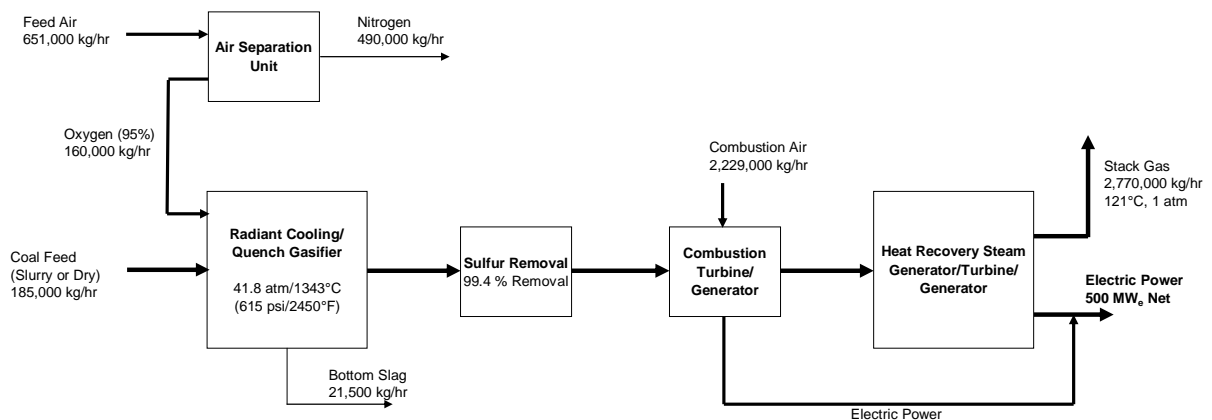 Feed Air
651,000 kg/hr
Air Separation
Unit
Nitrogen
490,000 kg/hr
Oxygen (95%)
160,000 kg/hr
Coal Feed
(Slurry or Dry)
185,000 kg/hr
Radiant Cooling/
Quench Gasifier
41.8 atm/1343°C
(615 psi/2450°F)
Bottom Slag
21,500 kg/hr
Sulfur Removal
99.4 % Removal
Combustion Air
2,229,000 kg/hr
Combustion
Turbine/
Generator
Heat Recovery Steam
Generator/Turbine/
Generator
Stack Gas
2,770,000 kg/hr
121°C, 1 atm
Electric Power
500 MWe Net
Electric Power